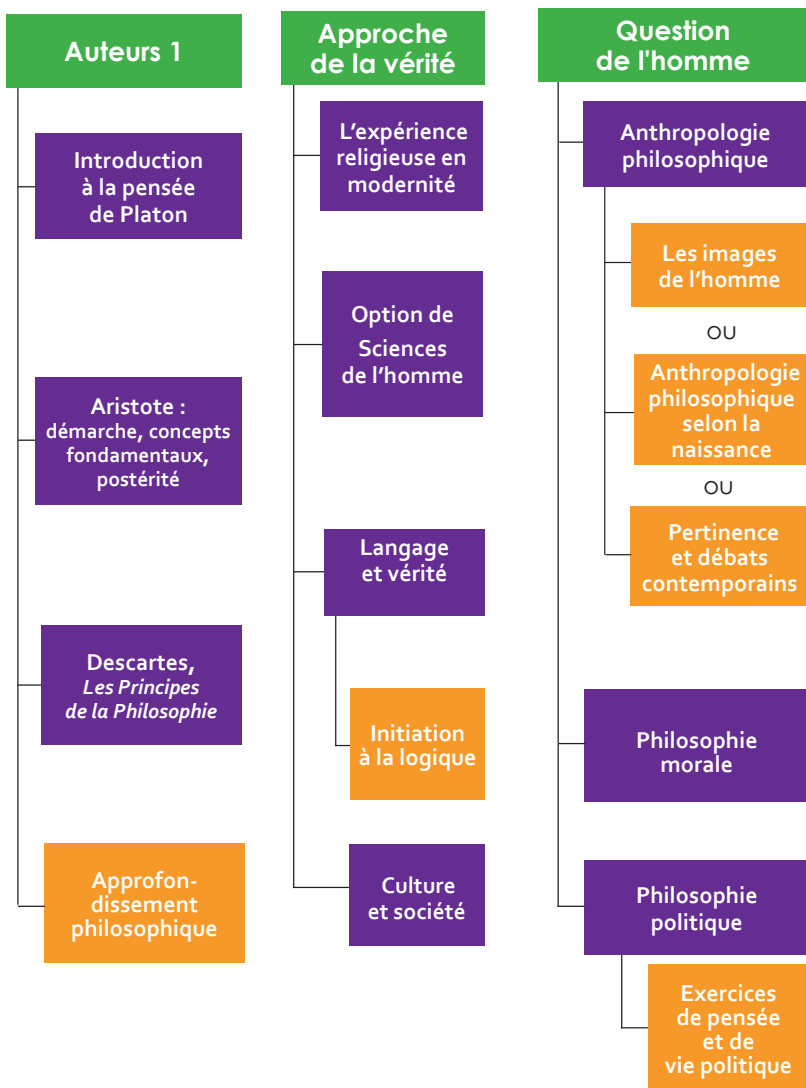 Auteurs 1
Introduction
à la pensée
de Platon
Aristote :
démarche, concepts
fondamentaux,
postérité
Descartes,
Les Principes
de la Philosophie
Approfon-
dissement
philosophique
Approche
de la vérité
L’expérience
religieuse en
modernité
Option de
Sciences
de l’homme
Langage
et vérité
Initiation
à la logique
Culture
et société
Question
de l'homme
Anthropologie
philosophique
Les images
de l’homme
OU
Anthropologie
philosophique
selon la
naissance
OU
Pertinence
et débats
contemporains
Philosophie
morale
Philosophie
politique
Exercices
de pensée
et de
vie politique